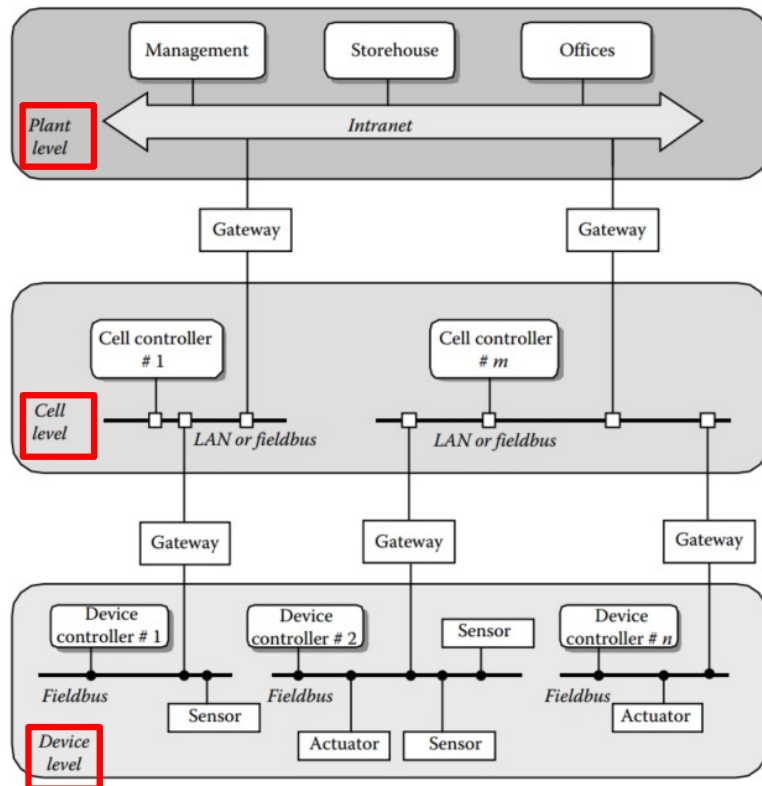 Management
Storehouse
Offices
Plant
level
Intranet
Gateway
Gateway
Cell controller
# 1
Cell controller
# m
Cell
level
LAN or fieldbus
LAN or fieldbus
Gateway
Gateway
Gateway
Device
controller # 1
Device
controller # 2
Sensor
Device
controller # n
Fieldbus
Fieldbus
Fieldbus
Sensor
Actuator
Sensor
Actuator
Device
level